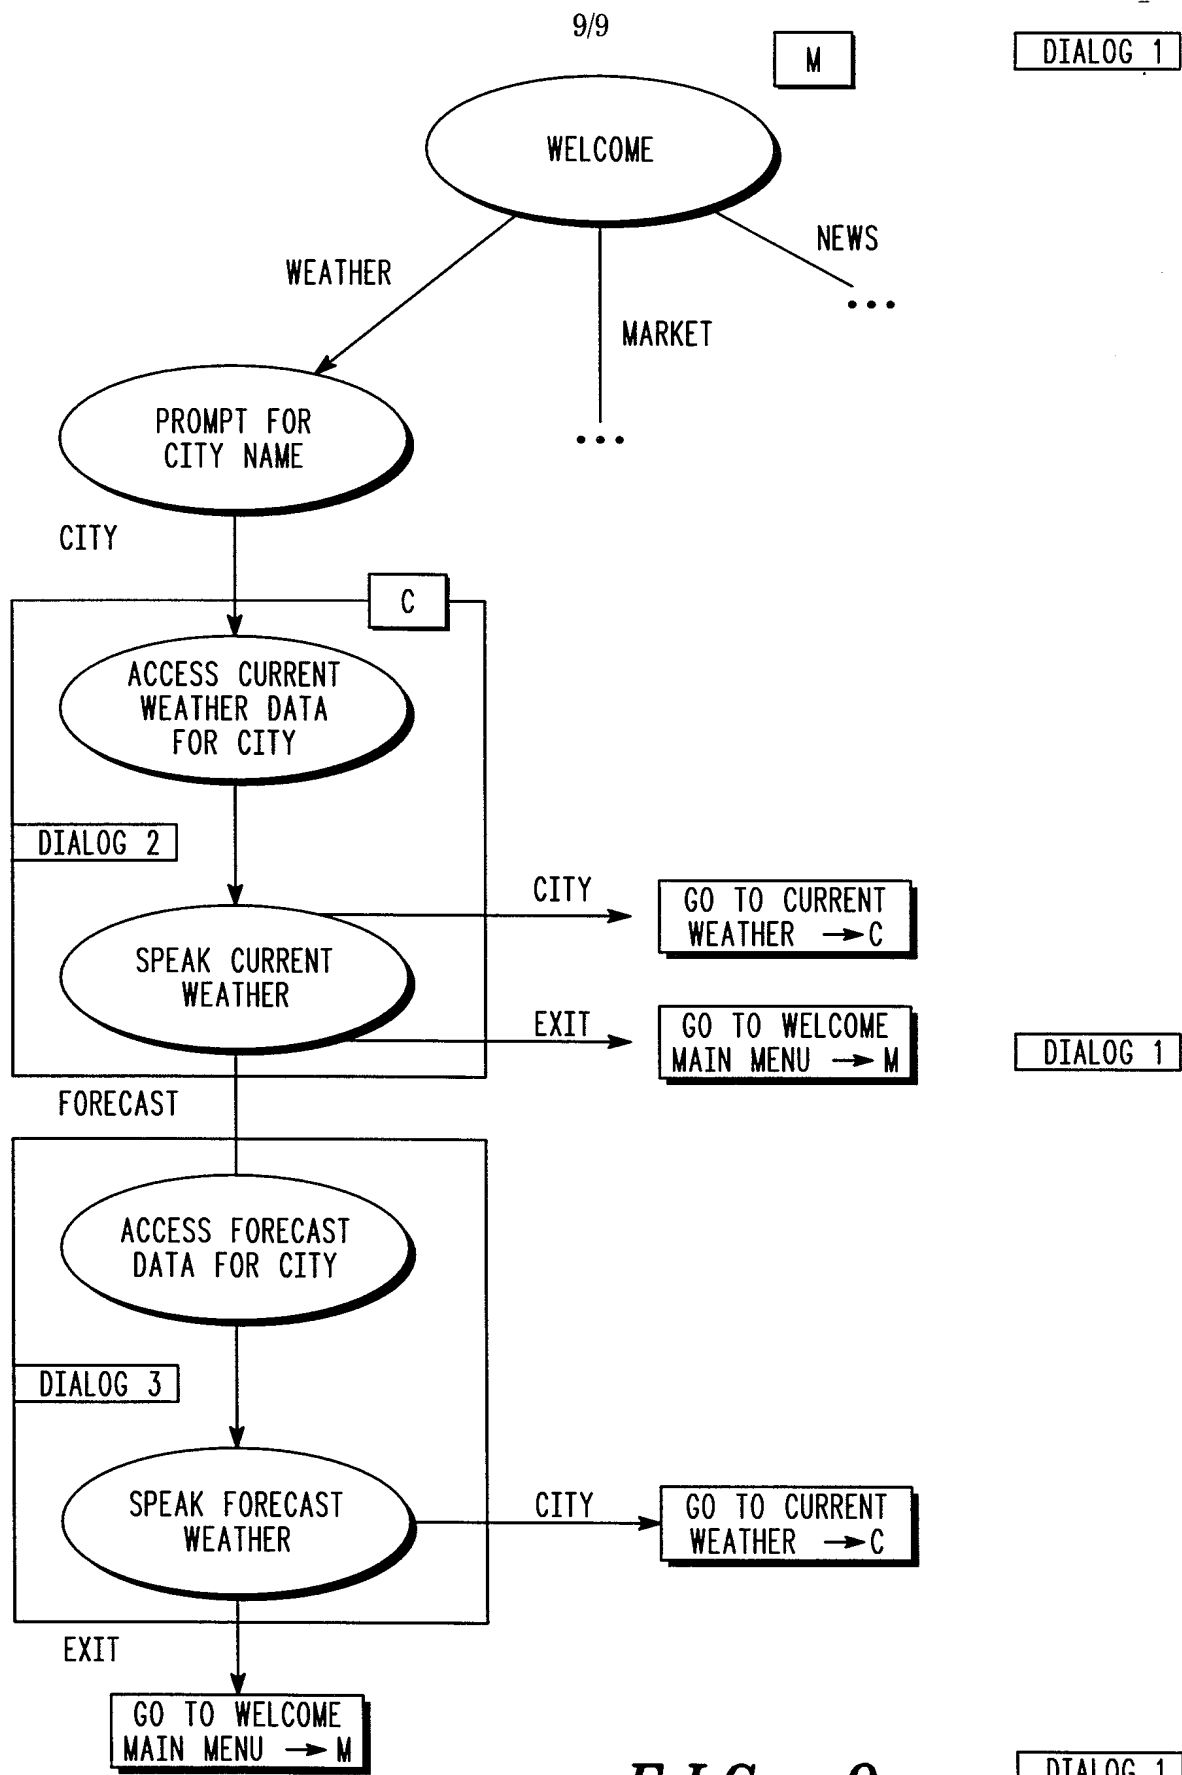 9/9
M
DIALOG 1
WELCOME
NEWS
WEATHER
MARKET
PROMPT FOR
CITY NAME
CITY
C
ACCESS CURRENT
WEATHER DATA
FOR CITY
DIALOG 2
CITY
GO TO CURRENT
WEATHER → C
SPEAK CURRENT
WEATHER
EXIT
GO TO WELCOME
MAIN MENU → M
DIALOG 1
FORECAST
ACCESS FORECAST
DATA FOR CITY
DIALOG 3
SPEAK FORECAST
WEATHER
CITY
GO TO CURRENT
WEATHER → C
EXIT
GO TO WELCOME
MAIN MENU → M
DIALOG 1